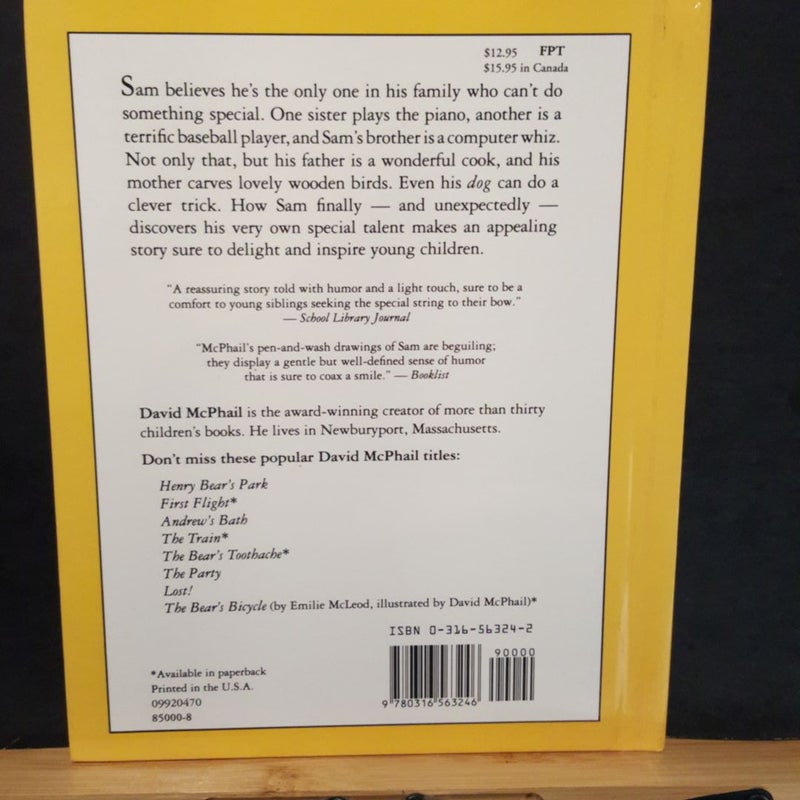 $12.95 FPT
$15.95 in Canada
Sam believes he's the only one in his family who can't do
something special. One sister plays the piano, another is a
terrific baseball player, and Sam's brother is a computer whiz.
Not only that, but his father is a wonderful cook, and his
mother carves lovely wooden birds. Even his dog can do a
clever trick. How Sam finally — and unexpectedly —
discovers his very own special talent makes an appealing
story sure to delight and inspire young children.
"A reassuring story told with humor and a light touch, sure to be a
comfort to young siblings seeking the special string to their bow."
— School Library Journal
"McPhail's pen-and-wash drawings of Sam are beguiling;
they display a gentle but well-defined sense of humor
that is sure to coax a smile." — Booklist
David McPhail is the award-winning creator of more than thirty
children's books. He lives in Newburyport, Massachusetts.
Don't miss these popular David McPhail titles:
Henry Bear's Park
First Flight*
Andrew's Bath
The Train*
The Bear's Toothache*
The Party
Lost!
The Bear's Bicycle (by Emilie McLeod, illustrated by David McPhail)*
ISBN 0-316-56324-2
90000
9 780316 563246
*Available in paperback
Printed in the U.S.A.
09920470
85000-8